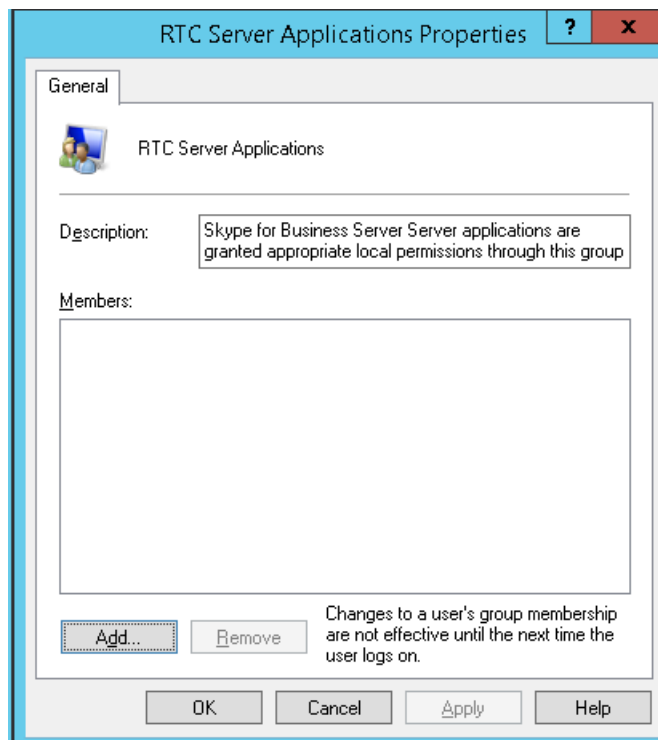 RTC Server Applications Properties
?
x
General
RTC Server Applications
Description:
Skype for Business Server Server applications are
granted appropriate local permissions through this group
Members:
Add...
Remove
Changes to a user's group membership
are not effective until the next time the
user logs on.
OK
Cancel
Apply
Help